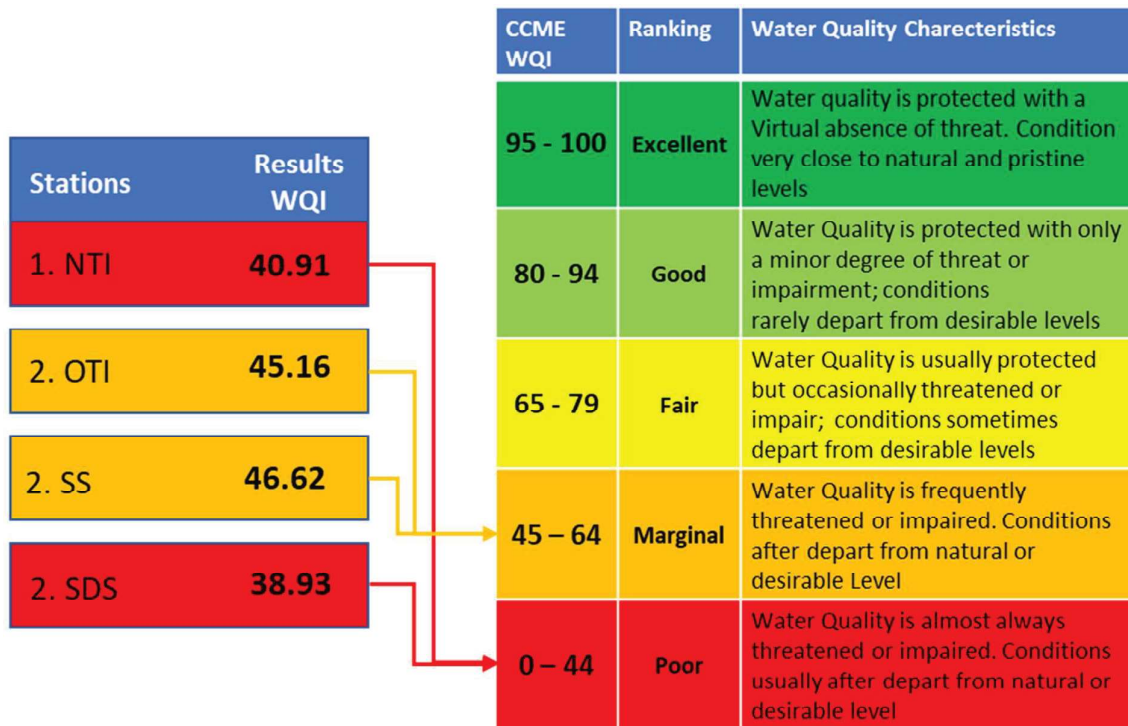 Stations
Results
WQI
1. NTI
40.91
2. OTI
45.16
2. SS
46.62
2. SDS
38.93
CCME
WQI
Ranking
Water Quality Charecteristics
95 - 100
Excellent
Water quality is protected with a
Virtual absence of threat. Condition
very close to natural and pristine
levels
80 - 94
Good
Water Quality is protected with only
a minor degree of threat or
impairment; conditions
rarely depart from desirable levels
65 - 79
Fair
Water Quality is usually protected
but occasionally threatened or
impair; conditions sometimes
depart from desirable levels
45 – 64
Marginal
Water Quality is frequently
threatened or impaired. Conditions
after depart from natural or
desirable Level
0 – 44
Poor
Water Quality is almost always
threatened or impaired. Conditions
usually after depart from natural or
desirable level